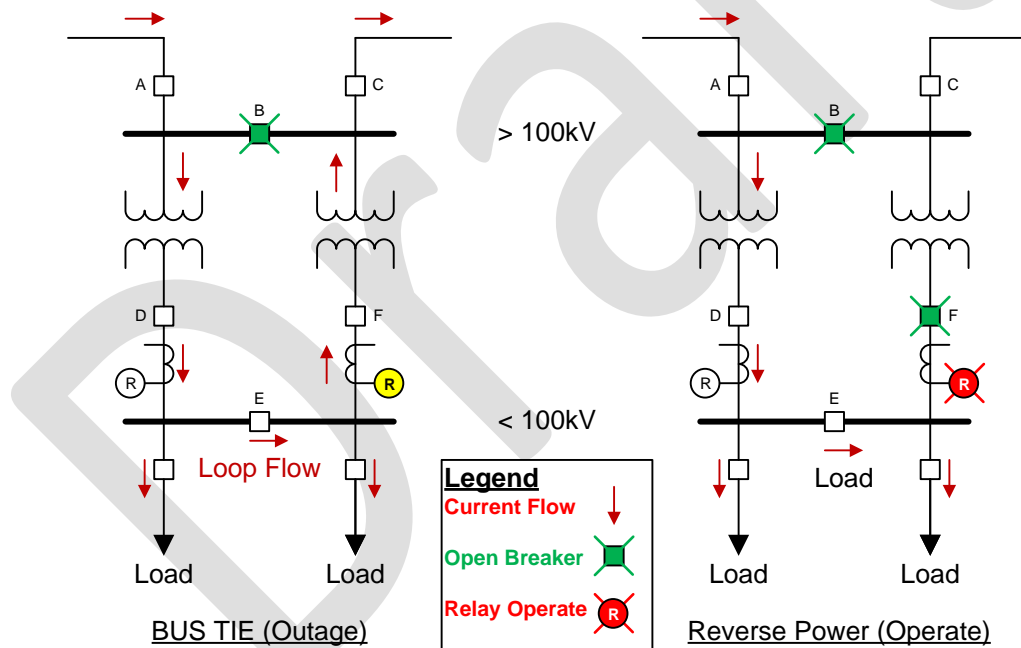 A
C
B
> 100kV
D
F
R
R
E
< 100kV
Loop Flow
Load
Load
BUS TIE (Outage)
Legend
Current Flow
Open Breaker
Relay Operate
R
A
C
B
D
F
R
R
E
Load
Load
Load
Reverse Power (Operate)
Draft